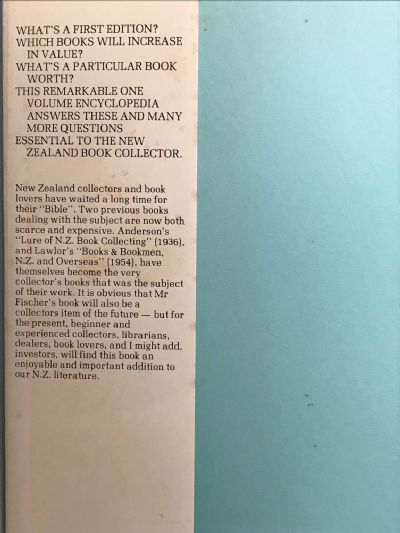 WHAT'S A FIRST EDITION?
WHICH BOOKS WILL INCREASE
IN VALUE?
WHAT'S A PARTICULAR BOOK
WORTH?
THIS REMARKABLE ONE
VOLUME ENCYCLOPEDIA
ANSWERS THESE AND MANY
MORE QUESTIONS
ESSENTIAL TO THE NEW
ZEALAND BOOK COLLECTOR.
New Zealand collectors and book
lovers have waited a long time for
their "Bible". Two previous books
dealing with the subject are now both
scarce and expensive. Anderson's
"Lure of N.Z. Book Collecting" (1936),
and Lawlor's "Books & Bookmen,
N.Z. and Overseas" (1954), have
themselves become the very
collector's books that was the subject
of their work. It is obvious that Mr
Fischer's book will also be a
collectors item of the future — but for
the present, beginner and
experienced collectors, librarians,
dealers, book lovers, and I might add,
investors, will find this book an
enjoyable and important addition to
our N.Z. literature.